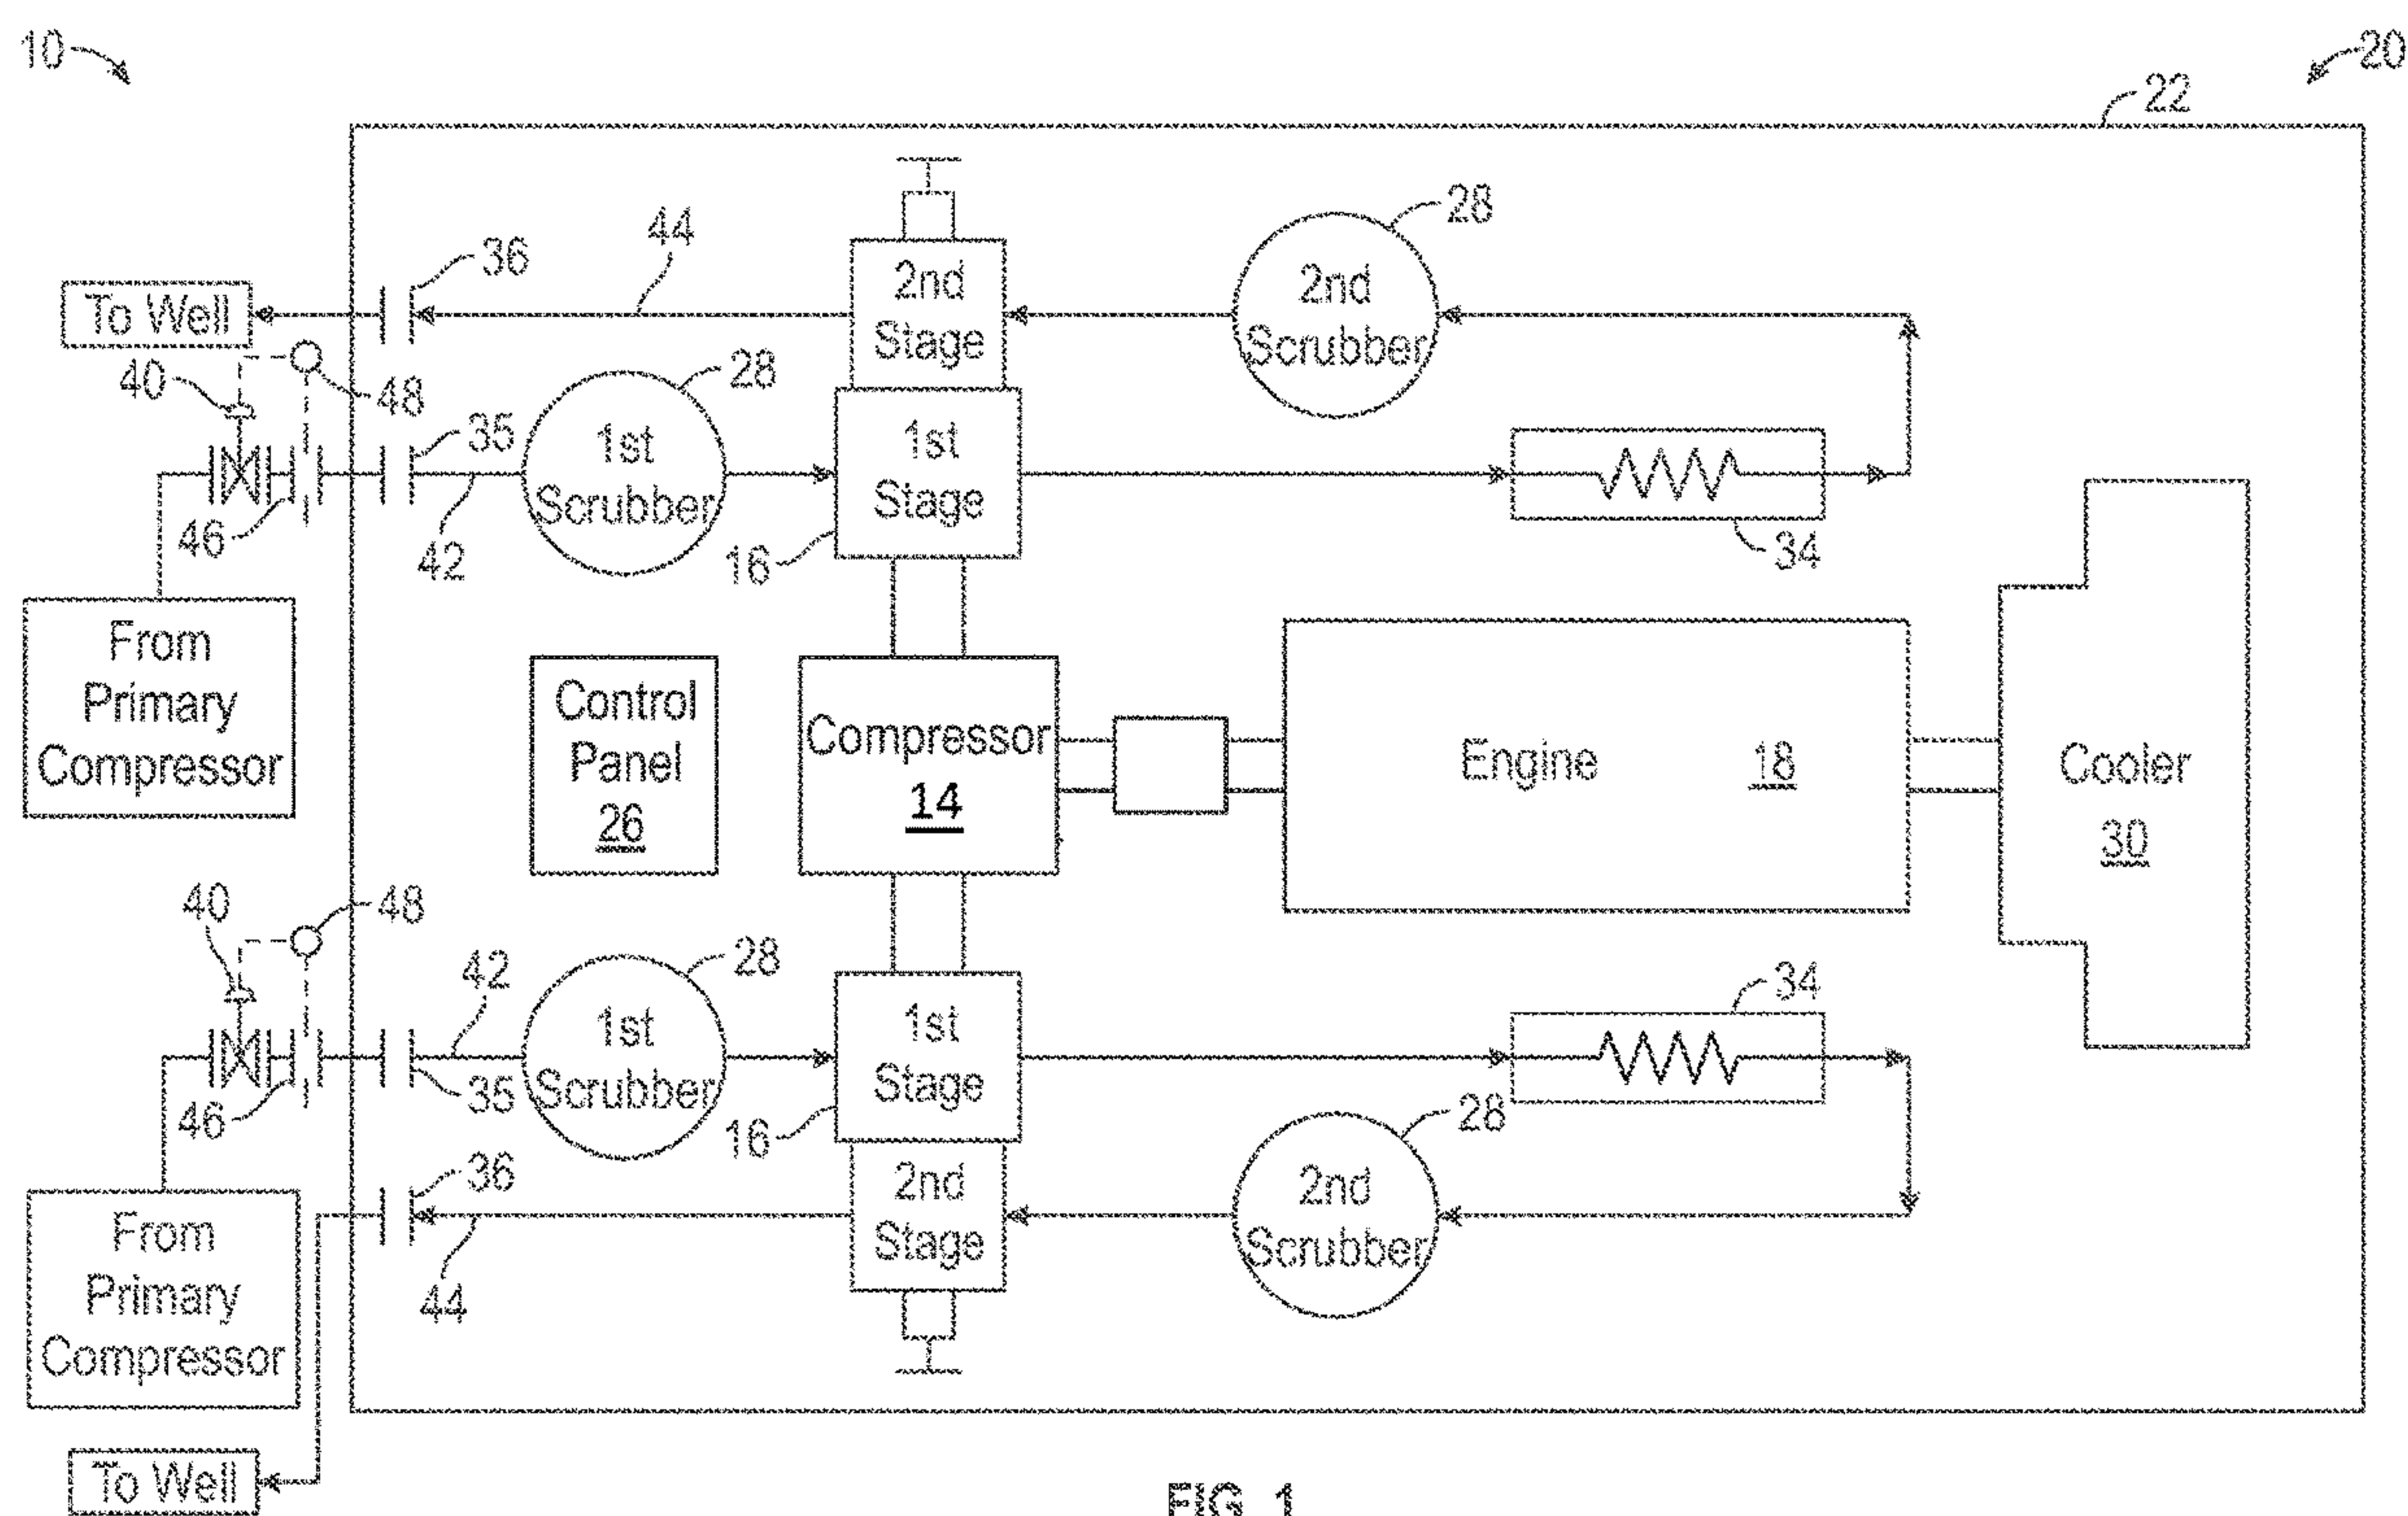 10
20
22
28
36
44
2nd
Stage
2nd
Scrubber
To Well
40
48
35
28
1st
Scrubber
1st
Stage
46
42
16
34
From
Primary
Compressor
Control
Panel
26
Compressor
14
Engine 18
Cooler
30
40
48
42
28
1st
Scrubber
1st
Stage
34
46
35
16
28
36
2nd
Stage
2nd
Scrubber
From
Primary
Compressor
44
To Well
FIG. 1